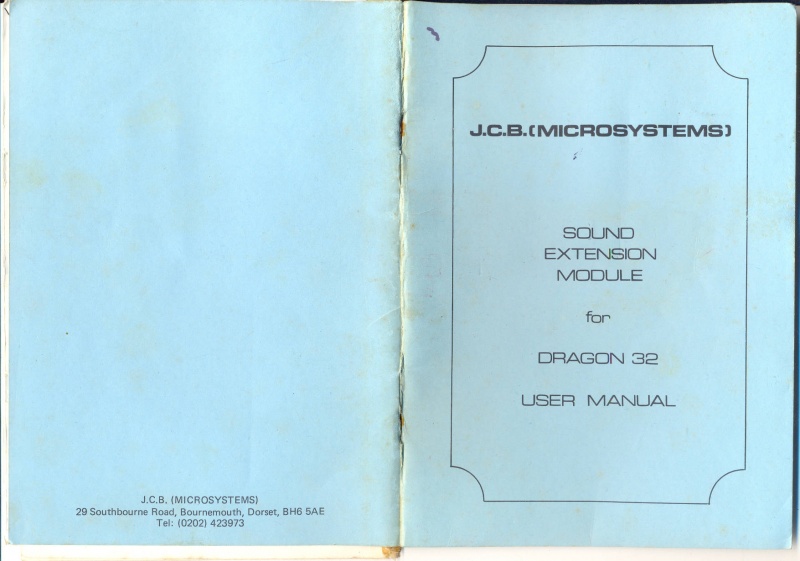 J.C.B. (MICROSYSTEMS)
29 Southbourne Road, Bournemouth, Dorset, BH6 5AE
Tel: (0202) 423973
J.C.B.(MICROSYSTEMS)
SOUND
EXTENSION
MODULE
for
DRAGON 32
USER MANUAL